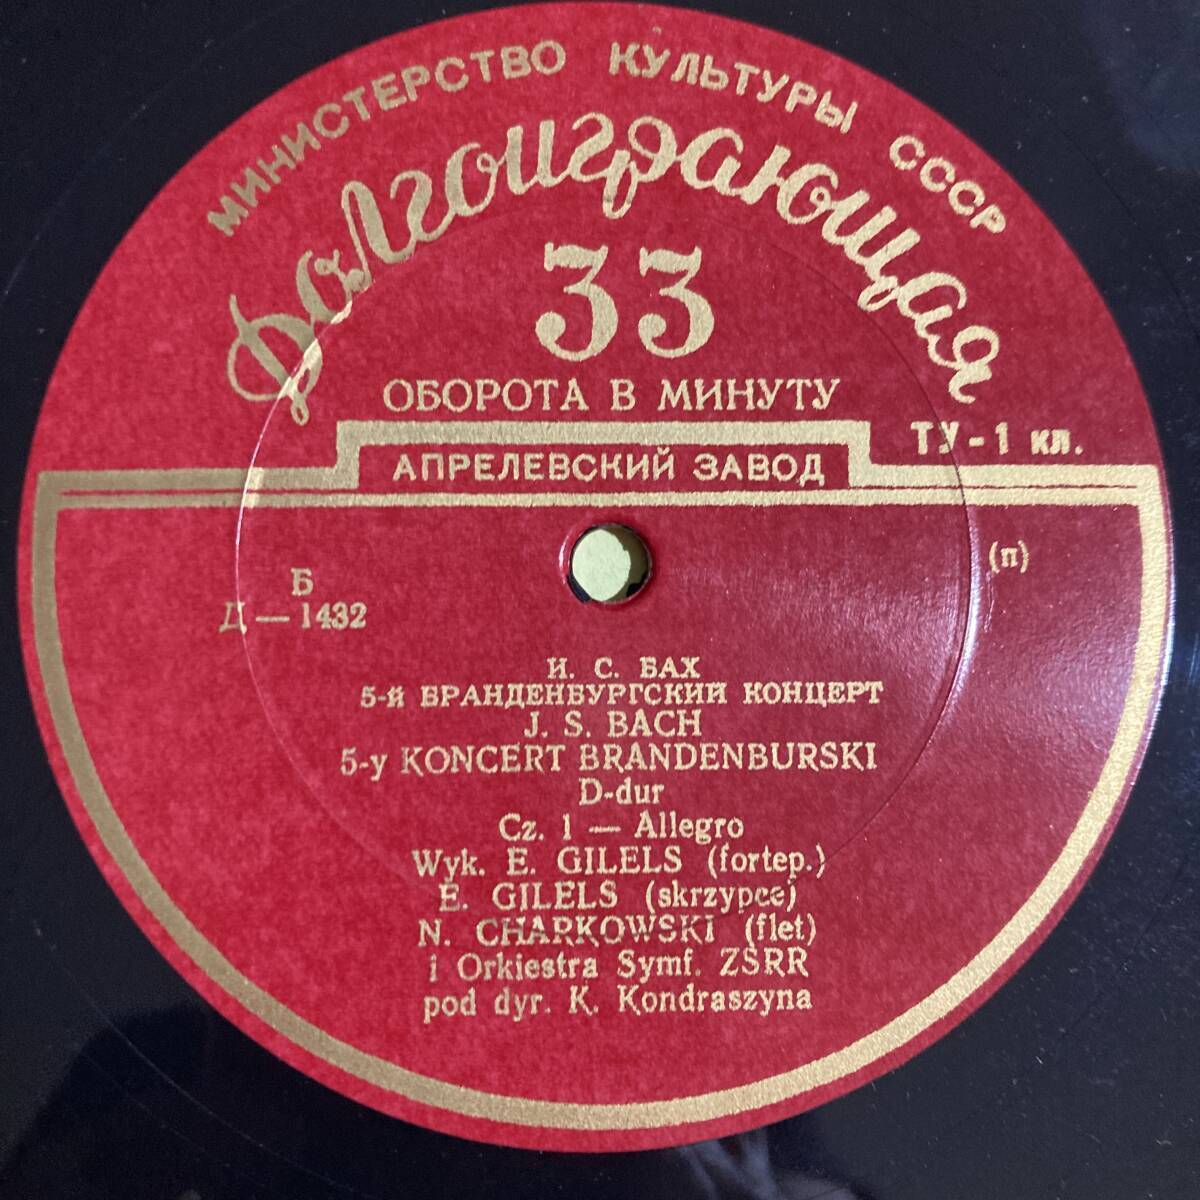 МИНИСТЕРСТВО КУЛЬТУРЫ СССР
Долгоиграющая
33
ОБОРОТА В МИНУТУ
ТУ-1 кл.
АПРЕЛЕВСКИЙ ЗАВОД
(п)
Б
Д — 1432
И. С. БАХ
5-й БРАНДЕНБУРГСКИЙ КОНЦЕРТ
J. S. BACH
5-y KONCERT BRANDENBURSKI
D-dur
Cz. 1 — Allegro
Wyk. E. GILELS (fortep.)
E. GILELS (skrzypce)
N. CHARKOWSKI (flet)
i Orkiestra Symf. ZSRR
pod dyr. K. Kondraszyna